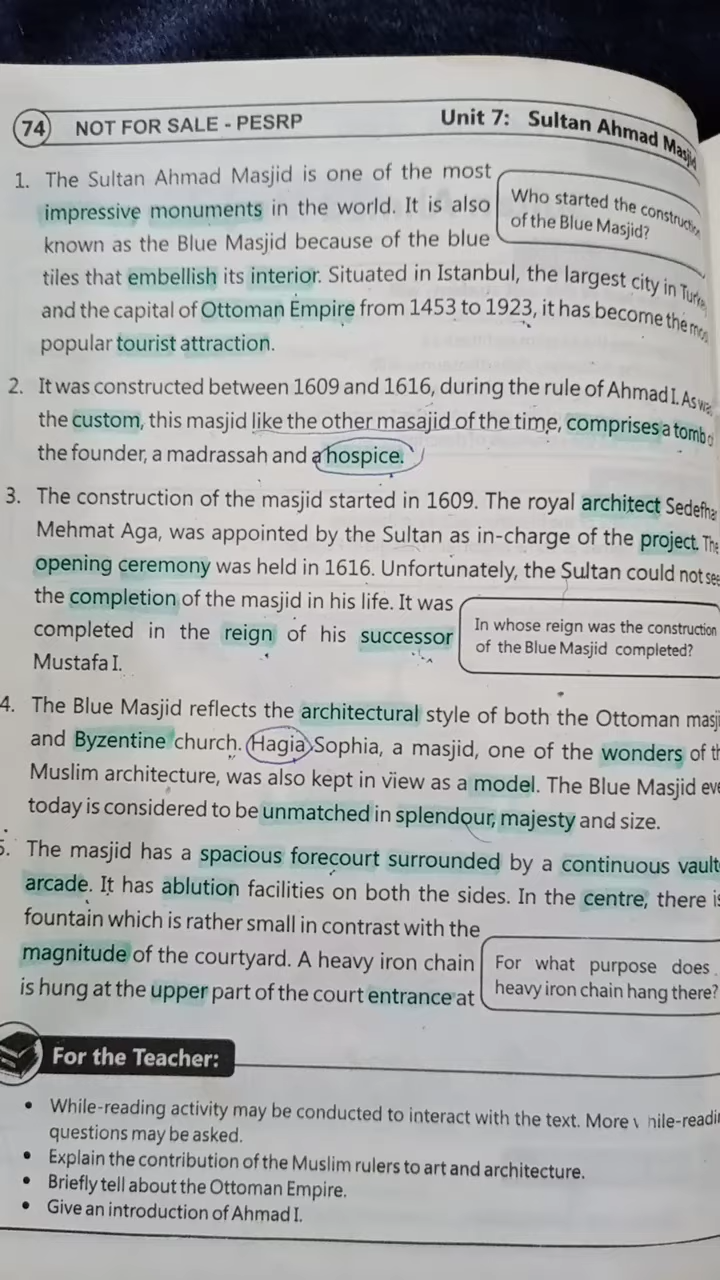 74 NOT FOR SALE - PESRP Unit 7: Sultan Ahmad Masjid
1. The Sultan Ahmad Masjid is one of the most
impressive monuments in the world. It is also
known as the Blue Masjid because of the blue
Who started the construction
of the Blue Masjid?
tiles that embellish its interior. Situated in Istanbul, the largest city in
and the capital of Ottoman Empire from 1453 to 1923, it has become the
popular tourist attraction.
2. It was constructed between 1609 and 1616, during the rule of Ahmad I. As
the custom, this masjid like the other masajid of the time, comprises a tomb
the founder, a madrassah and a hospice.
3. The construction of the masjid started in 1609. The royal architect
Mehmat Aga, was appointed by the Sultan as in-charge of the project. The
opening ceremony was held in 1616. Unfortunately, the Sultan could not see
the completion of the masjid in his life. It was
completed in the reign of his successor
Mustafa I.
In whose reign was the construction
of the Blue Masjid completed?
4. The Blue Masjid reflects the architectural style of both the Ottoman
and Byzentine church. Hagia Sophia, a masjid, one of the wonders of
Muslim architecture, was also kept in view as a model. The Blue Masjid
today is considered to be unmatched in splendour, majesty and size.
5. The masjid has a spacious forecourt surrounded by a continuous
arcade. It has ablution facilities on both the sides. In the centre, there
fountain which is rather small in contrast with the
magnitude of the courtyard. A heavy iron chain
is hung at the upper part of the court entrance at
For what purpose does
heavy iron chain hang there?
For the Teacher:
• While-reading activity may be conducted to interact with the text. More
questions may be asked.
• Explain the contribution of the Muslim rulers to art and architecture.
• Briefly tell about the Ottoman Empire.
• Give an introduction of Ahmad I.